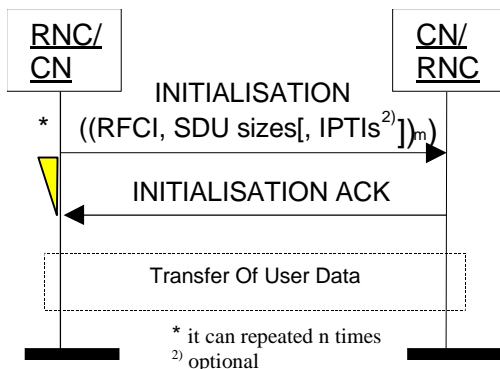 RNC/
CN
CN/
RNC
INITIALISATION
* ((RFCI, SDU sizes[, IPTIs2)])m)
INITIALISATION ACK
Transfer Of User Data
* it can repeated n times
2) optional